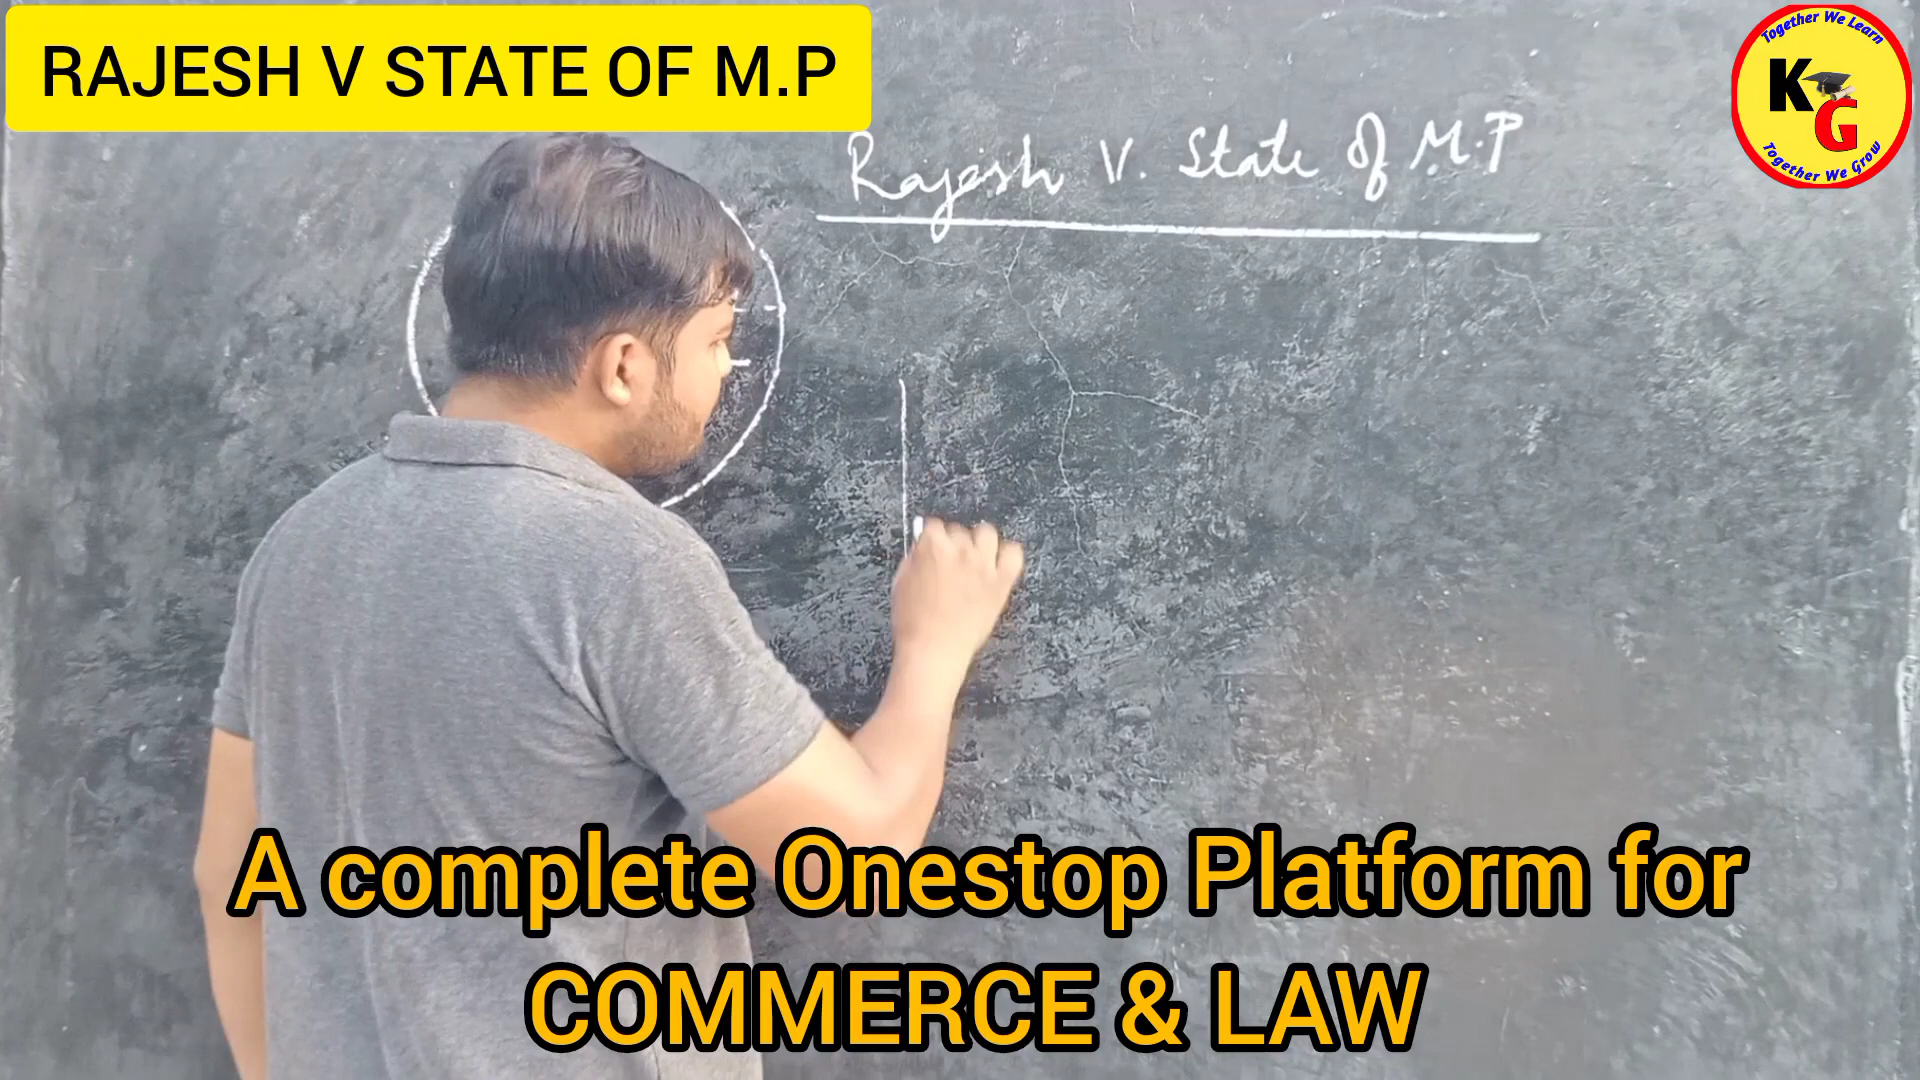 RAJESH V STATE OF M.P
Together We Learn
KG
Together We Grow
Rajesh V. State Of M.P
A complete Onestop Platform for
COMMERCE & LAW